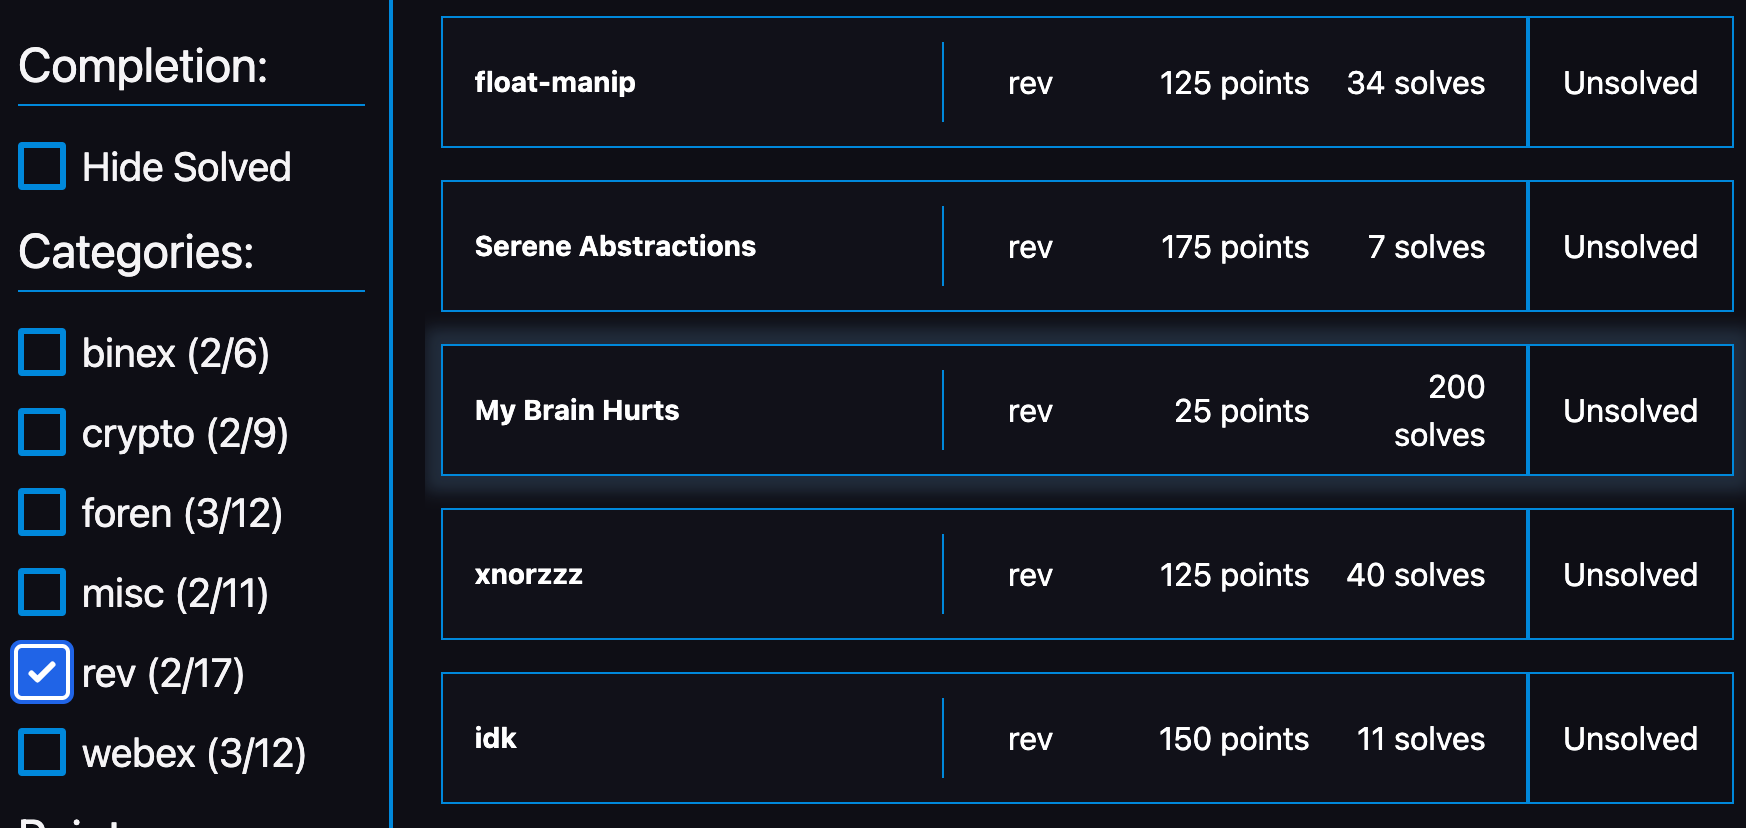 Completion:
Hide Solved
Categories:
binex (2/6)
crypto (2/9)
foren (3/12)
misc (2/11)
rev (2/17)
webex (3/12)
float-manip rev 125 points 34 solves Unsolved
Serene Abstractions rev 175 points 7 solves Unsolved
My Brain Hurts rev 25 points 200 solves Unsolved
xnorzzz rev 125 points 40 solves Unsolved
idk rev 150 points 11 solves Unsolved